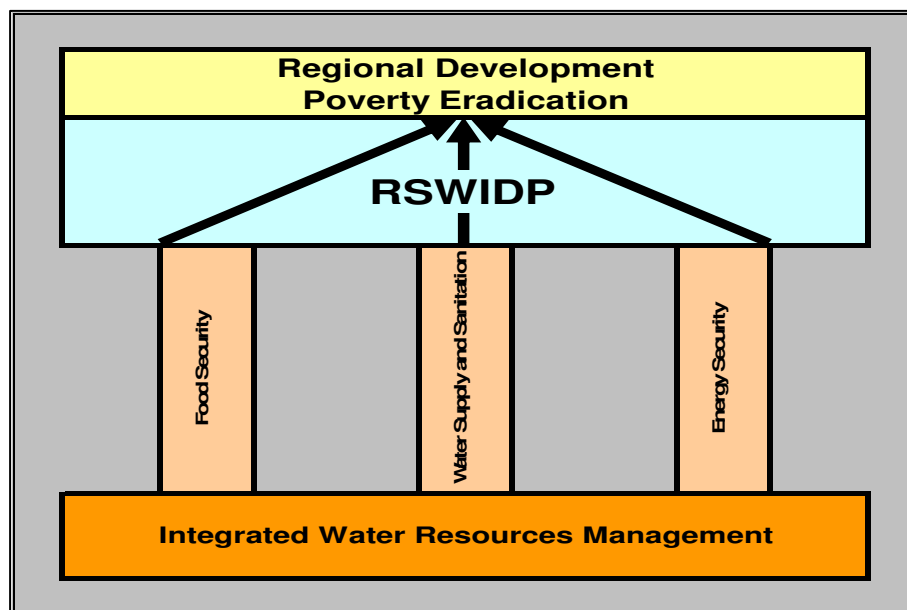 Regional Development
Poverty Eradication
RSWIDP
Food Security
Water Supply and Sanitation
Energy Security
Integrated Water Resources Management